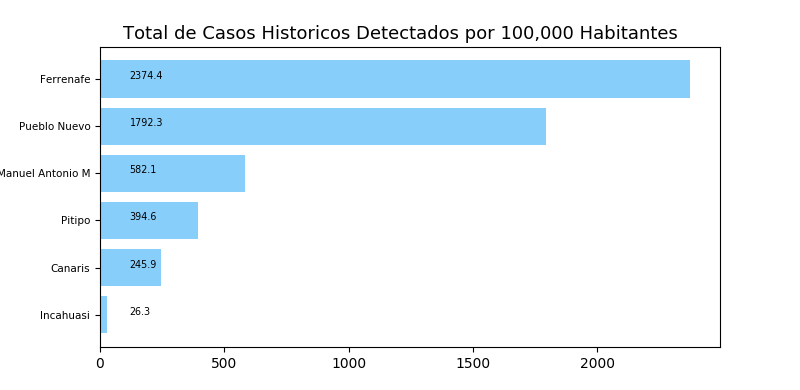 Total de Casos Historicos Detectados por 100,000 Habitantes
Ferrenafe 2374.4
Pueblo Nuevo 1792.3
Manuel Antonio M 582.1
Pitipo 394.6
Canaris 245.9
Incahuasi 26.3
0 500 1000 1500 2000